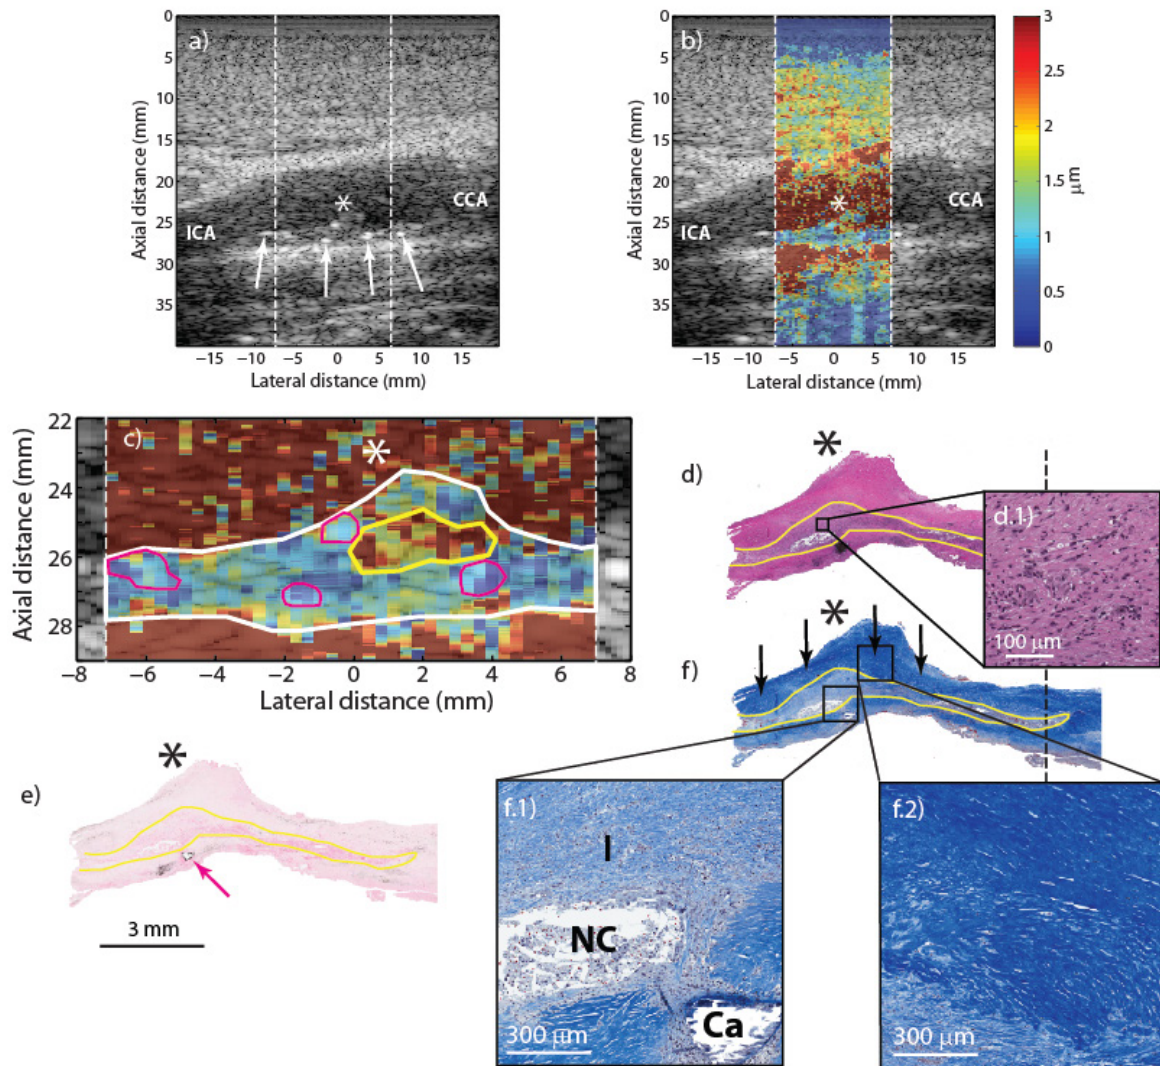 a)
Axial distance (mm)
0
5
10
15
20
25
30
35
*
ICA
CCA
−15 −10 −5 0 5 10 15
Lateral distance (mm)
b)
Axial distance (mm)
0
5
10
15
20
25
30
35
*
ICA
CCA
−15 −10 −5 0 5 10 15
Lateral distance (mm)
3
2.5
2
1.5
1
0.5
0
μm
c)
Axial distance (mm)
22
24
26
28
*
−8 −6 −4 −2 0 2 4 6 8
Lateral distance (mm)
d)
*
d.1)
100 μm
e)
*
3 mm
f)
*
f.1)
I
NC
Ca
300 μm
f.2)
300 μm